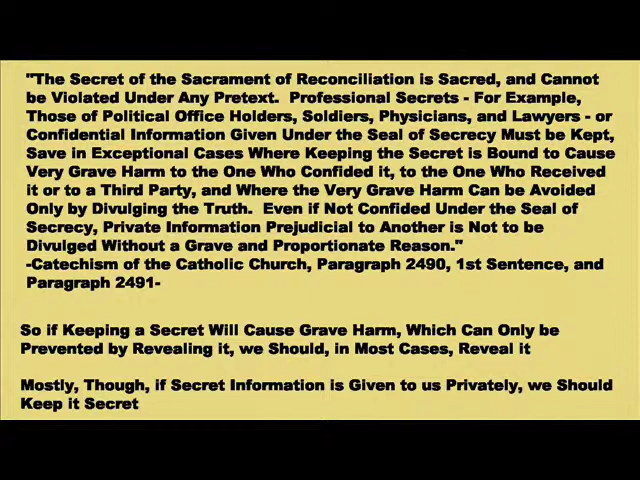 "The Secret of the Sacrament of Reconciliation is Sacred, and Cannot
be Violated Under Any Pretext.  Professional Secrets - For Example,
Those of Political Office Holders, Soldiers, Physicians, and Lawyers - or
Confidential Information Given Under the Seal of Secrecy Must be Kept,
Save in Exceptional Cases Where Keeping the Secret is Bound to Cause
Very Grave Harm to the One Who Confided it, to the One Who Received
it or to a Third Party, and Where the Very Grave Harm Can be Avoided
Only by Divulging the Truth.  Even if Not Confided Under the Seal of
Secrecy, Private Information Prejudicial to Another is Not to be
Divulged Without a Grave and Proportionate Reason."
-Catechism of the Catholic Church, Paragraph 2490, 1st Sentence, and
Paragraph 2491-
So if Keeping a Secret Will Cause Grave Harm, Which Can Only be
Prevented by Revealing it, we Should, in Most Cases, Reveal it
Mostly, Though, if Secret Information is Given to us Privately, we Should
Keep it Secret